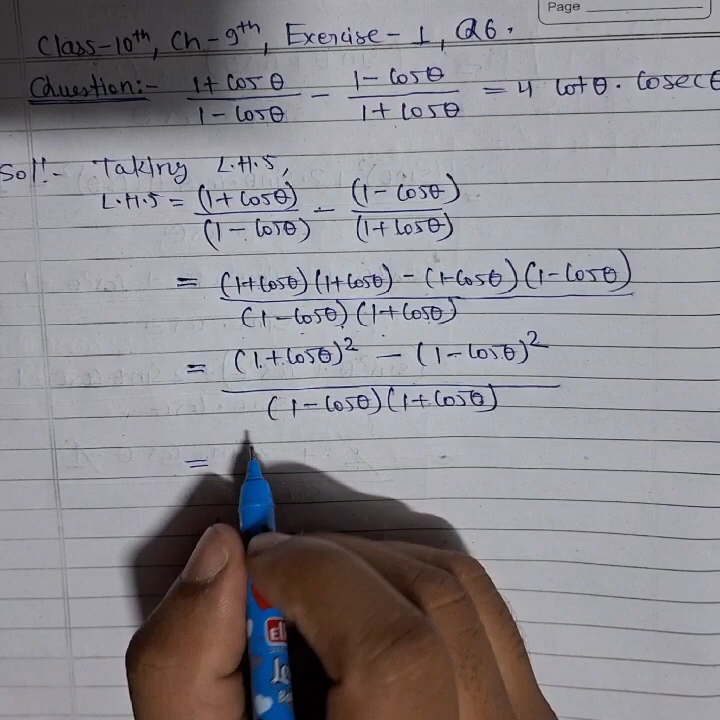 Page
Class-10th, Ch-9th, Exercise-1, Q6.
Question:- 1+cosθ/1-cosθ - 1-cosθ/1+cosθ = 4 cotθ. cosecθ
Sol!- Taking L.H.S,
L.H.S = (1+cosθ)/(1-cosθ) - (1-cosθ)/(1+cosθ)
= (1+cosθ)(1+cosθ)-(1-cosθ)(1-cosθ)/(1-cosθ)(1+cosθ)
= (1+cosθ)² - (1-cosθ)²/(1-cosθ)(1+cosθ)
=